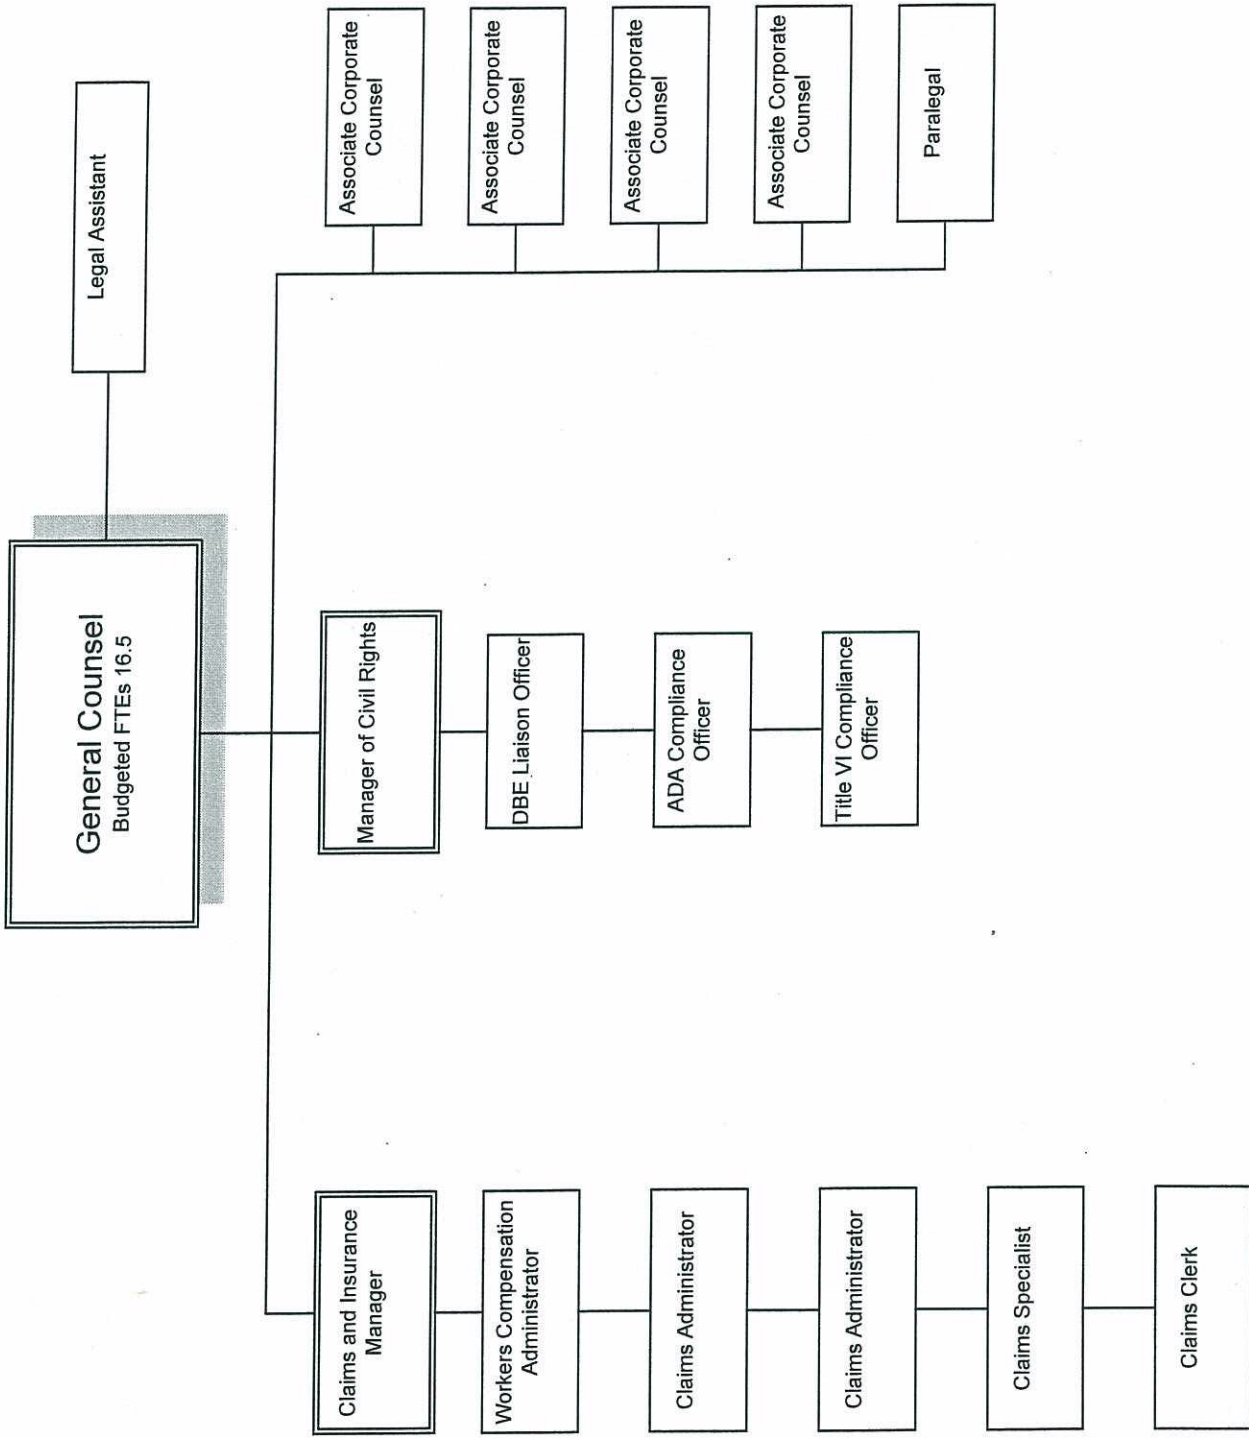 General Counsel
Budgeted FTEs 16.5
Legal Assistant
Claims and Insurance
Manager
Workers Compensation
Administrator
Claims Administrator
Claims Administrator
Claims Specialist
Claims Clerk
Manager of Civil Rights
DBE Liaison Officer
ADA Compliance
Officer
Title VI Compliance
Officer
Associate Corporate
Counsel
Associate Corporate
Counsel
Associate Corporate
Counsel
Associate Corporate
Counsel
Paralegal